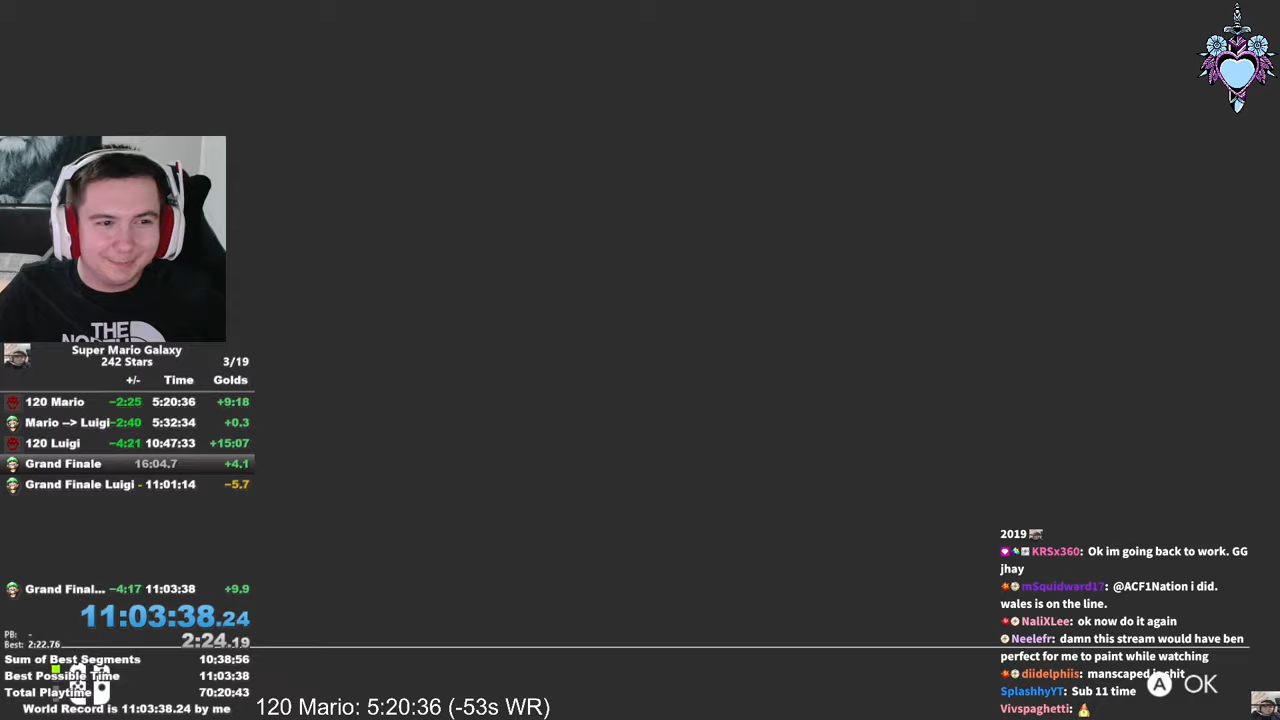 THE
NORTH
Super Mario Galaxy
242 Stars 3/19
+/- Time Golds
120 Mario −2:25 5:20:36 +9:18
Mario --> Luigi −2:40 5:32:34 +0.3
120 Luigi −4:21 10:47:33 +15:07
Grand Finale 16:04.7 +4.1
Grand Finale Luigi - 11:01:14 −5.7
Grand Final... −4:17 11:03:38 +9.9
11:03:38.24
PB: -
Best: 2:22.76 2:24.19
Sum of Best Segments 10:38:56
Best Possible Time 11:03:38
Total Playtime 70:20:43
World Record is 11:03:38.24 by me
120 Mario: 5:20:36 (-53s WR)
2019
KRSx360: Ok im going back to work. GG
jhay
mSquidward17: @ACF1Nation i did.
wales is on the line.
NaliXLee: ok now do it again
Neelefr: damn this stream would have ben
perfect for me to paint while watching
diidelphiis: manscaped
SplashhyYT: Sub 11 time
Vivspaghetti:
A OK